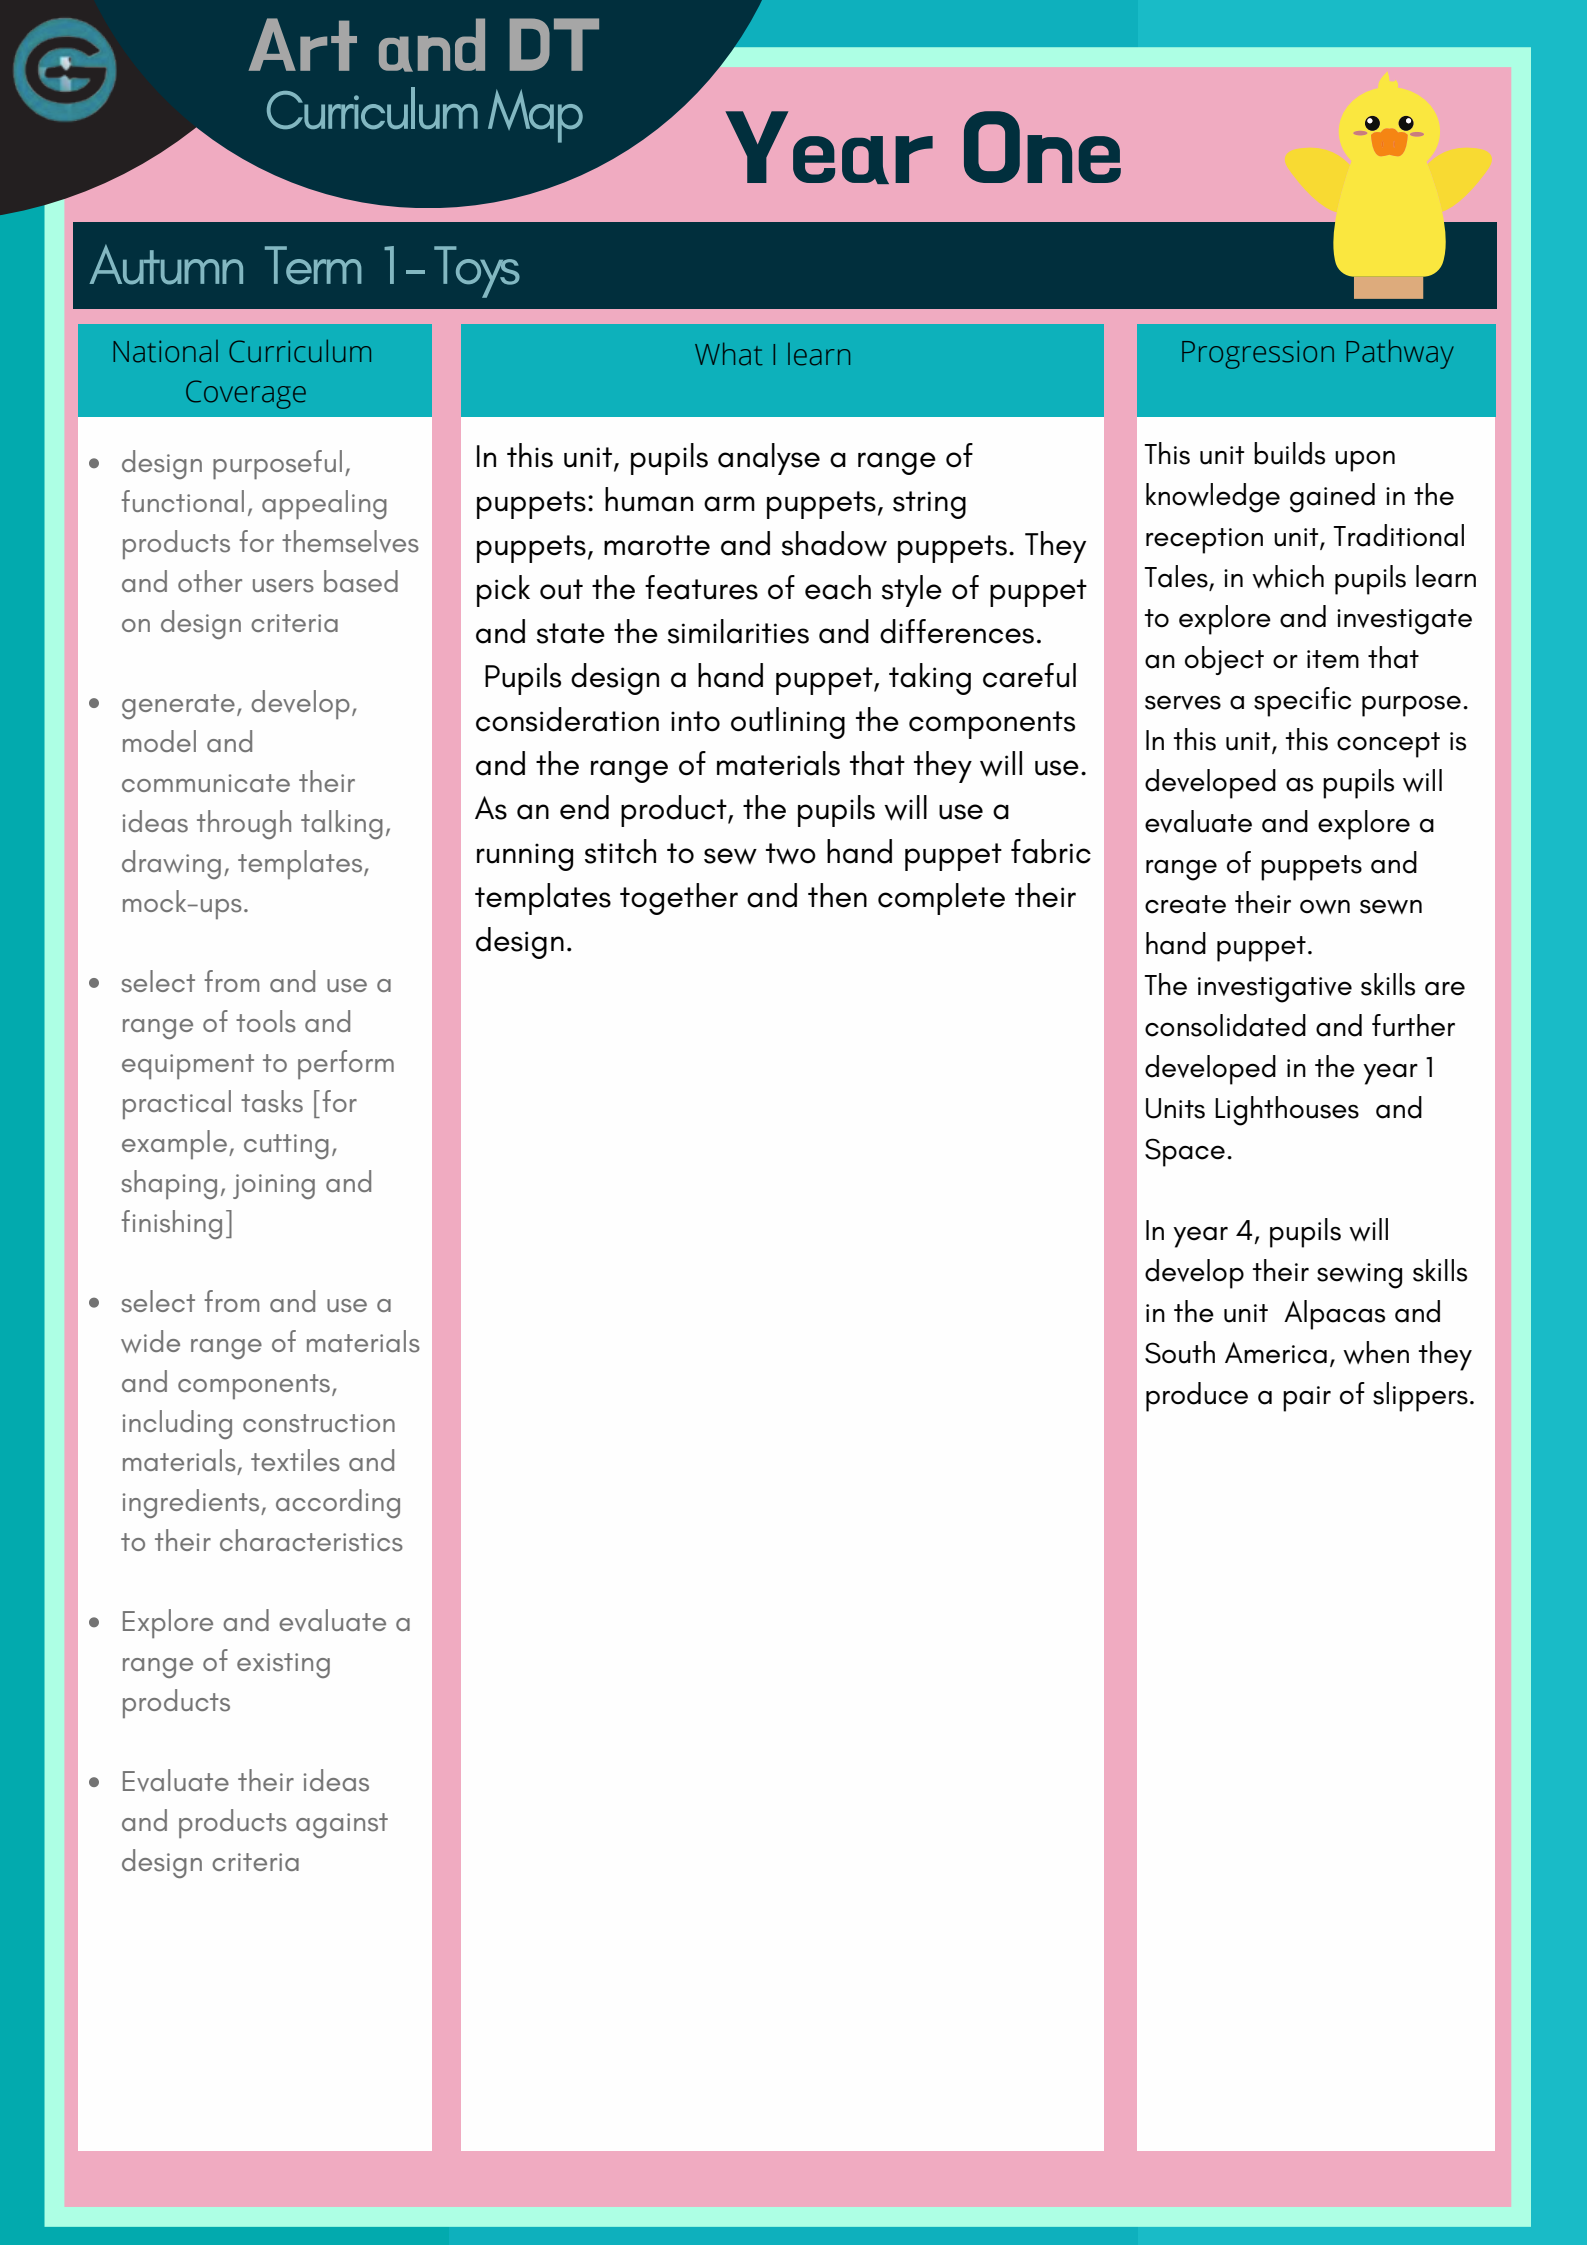 Art and DT
Curriculum Map
Year One
Autumn Term 1-Toys
National Curriculum
Coverage
design purposeful,
functional, appealing
products for themselves
and other users based
on design criteria
generate, develop,
model and
communicate their
ideas through talking,
drawing, templates,
mock-ups.
select from and use a
range of tools and
equipment to perform
practical tasks [for
example, cutting,
shaping, joining and
finishing]
select from and use a
wide range of materials
and components,
including construction
materials, textiles and
ingredients, according
to their characteristics
Explore and evaluate a
range of existing
products
Evaluate their ideas
and products against
design criteria
What I learn
In this unit, pupils analyse a range of
puppets: human arm puppets, string
puppets, marotte and shadow puppets. They
pick out the features of each style of puppet
and state the similarities and differences.
Pupils design a hand puppet, taking careful
consideration into outlining the components
and the range of materials that they will use.
As an end product, the pupils will use a
running stitch to sew two hand puppet fabric
templates together and then complete their
design.
Progression Pathway
This unit builds upon
knowledge gained in the
reception unit, Traditional
Tales, in which pupils learn
to explore and investigate
an object or item that
serves a specific purpose.
In this unit, this concept is
developed as pupils will
evaluate and explore a
range of puppets and
create their own sewn
hand puppet.
The investigative skills are
consolidated and further
developed in the year 1
Units Lighthouses and
Space.
In year 4, pupils will
develop their sewing skills
in the unit Alpacas and
South America, when they
produce a pair of slippers.